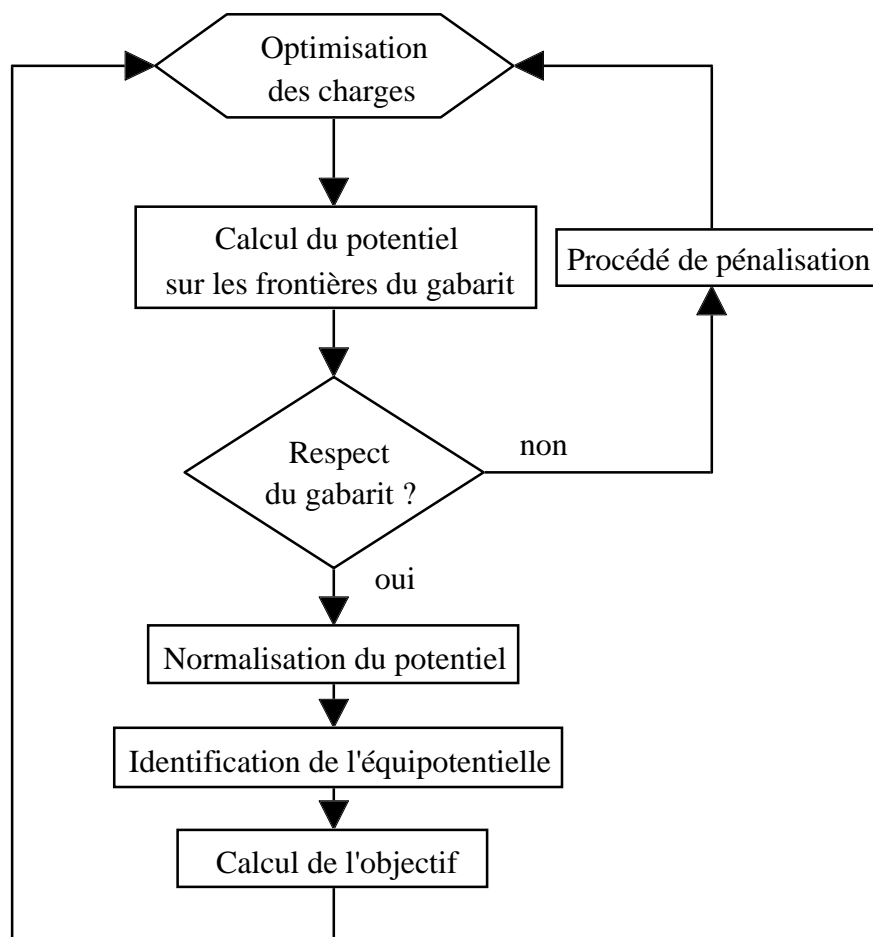 Optimisation
des charges
Calcul du potentiel
sur les frontières du gabarit
Procédé de pénalisation
Respect
du gabarit ?
non
oui
Normalisation du potentiel
Identification de l'équipotentielle
Calcul de l'objectif